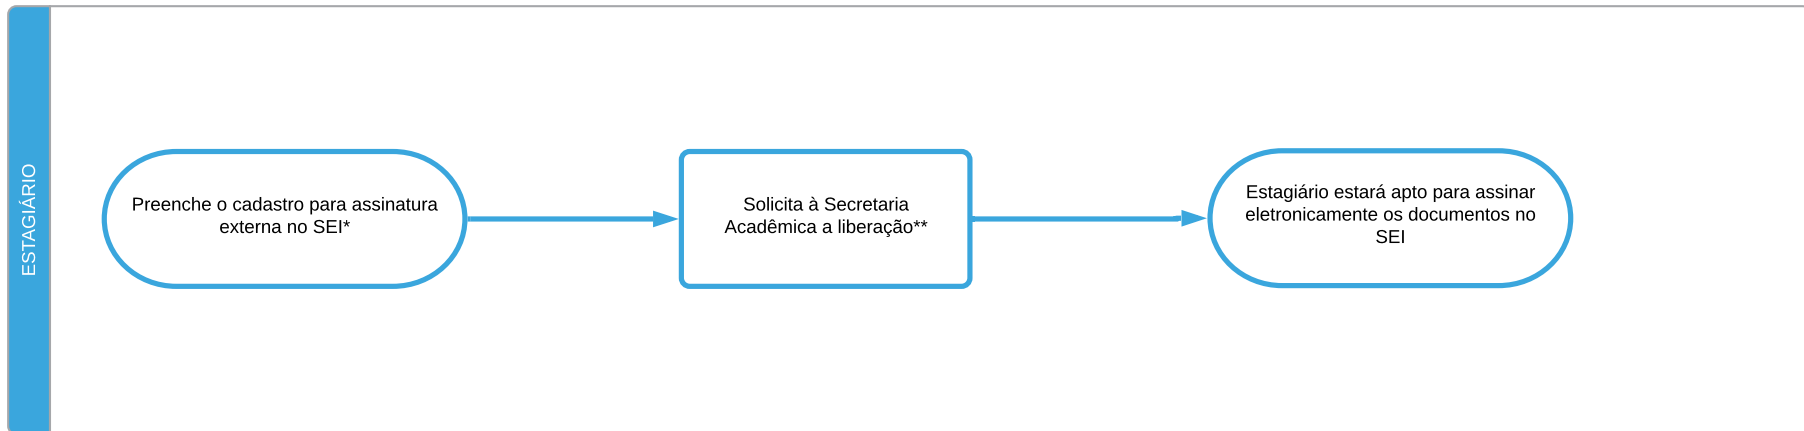 ESTAGIÁRIO
Preenche o cadastro para assinatura
externa no SEI*
Solicita à Secretaria
Acadêmica a liberação**
Estagiário estará apto para assinar
eletronicamente os documentos no
SEI